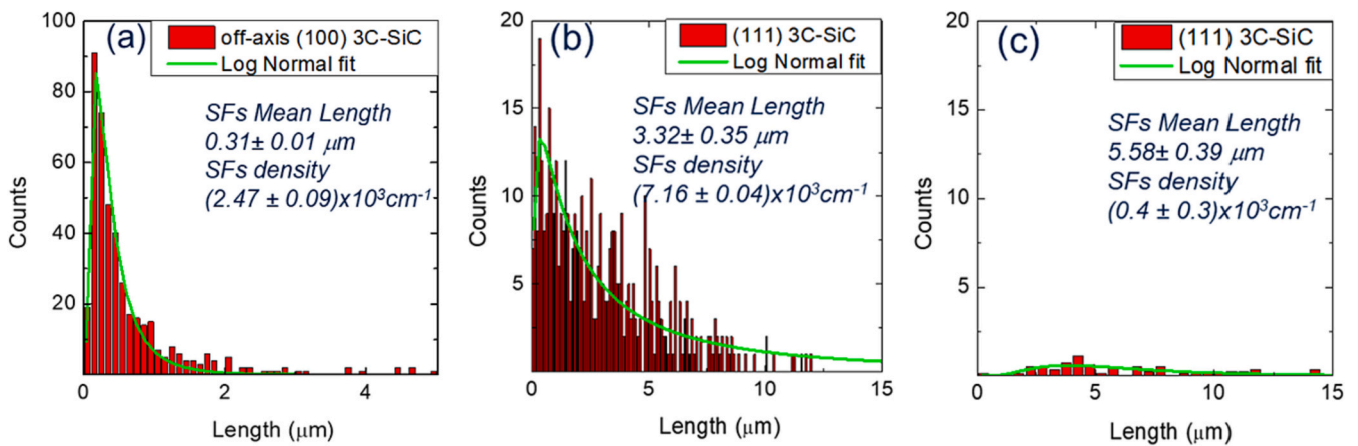 (a)
off-axis (100) 3C-SiC
Log Normal fit
SFs Mean Length
0.31± 0.01 μm
SFs density
(2.47 ± 0.09)x10³cm⁻¹
100
80
60
40
20
Counts
0
2
4
Length (μm)
(b)
(111) 3C-SiC
Log Normal fit
SFs Mean Length
3.32± 0.35 μm
SFs density
(7.16 ± 0.04)x10³cm⁻¹
20
15
10
5
Counts
0
5
10
15
Length (μm)
(c)
(111) 3C-SiC
Log Normal fit
SFs Mean Length
5.58± 0.39 μm
SFs density
(0.4 ± 0.3)x10³cm⁻¹
20
15
10
5
Counts
0
5
10
15
Length (μm)